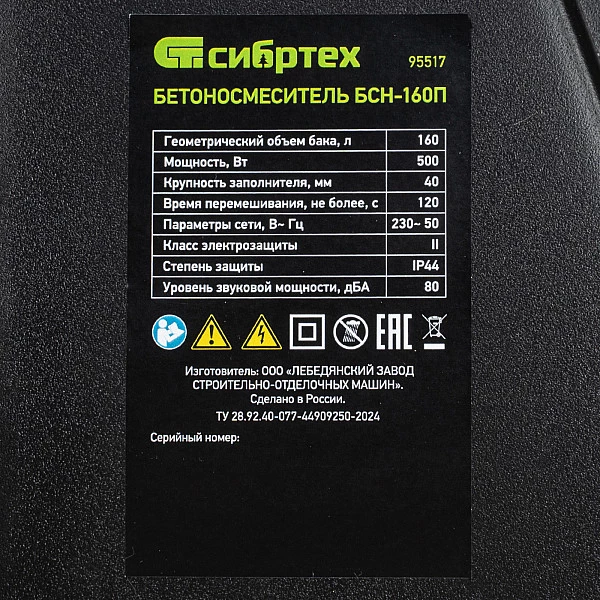 сибртех 95517
БЕТОНОСМЕСИТЕЛЬ БСН-160П
Геометрический объем бака, л 160
Мощность, Вт 500
Крупность заполнителя, мм 40
Время перемешивания, не более, с 120
Параметры сети, В~ Гц 230~ 50
Класс электрозащиты II
Степень защиты IP44
Уровень звуковой мощности, дБА 80
EAC
Изготовитель: ООО «ЛЕБЕДЯНСКИЙ ЗАВОД
СТРОИТЕЛЬНО-ОТДЕЛОЧНЫХ МАШИН».
Сделано в России.
ТУ 28.92.40-077-44909250-2024
Серийный номер: